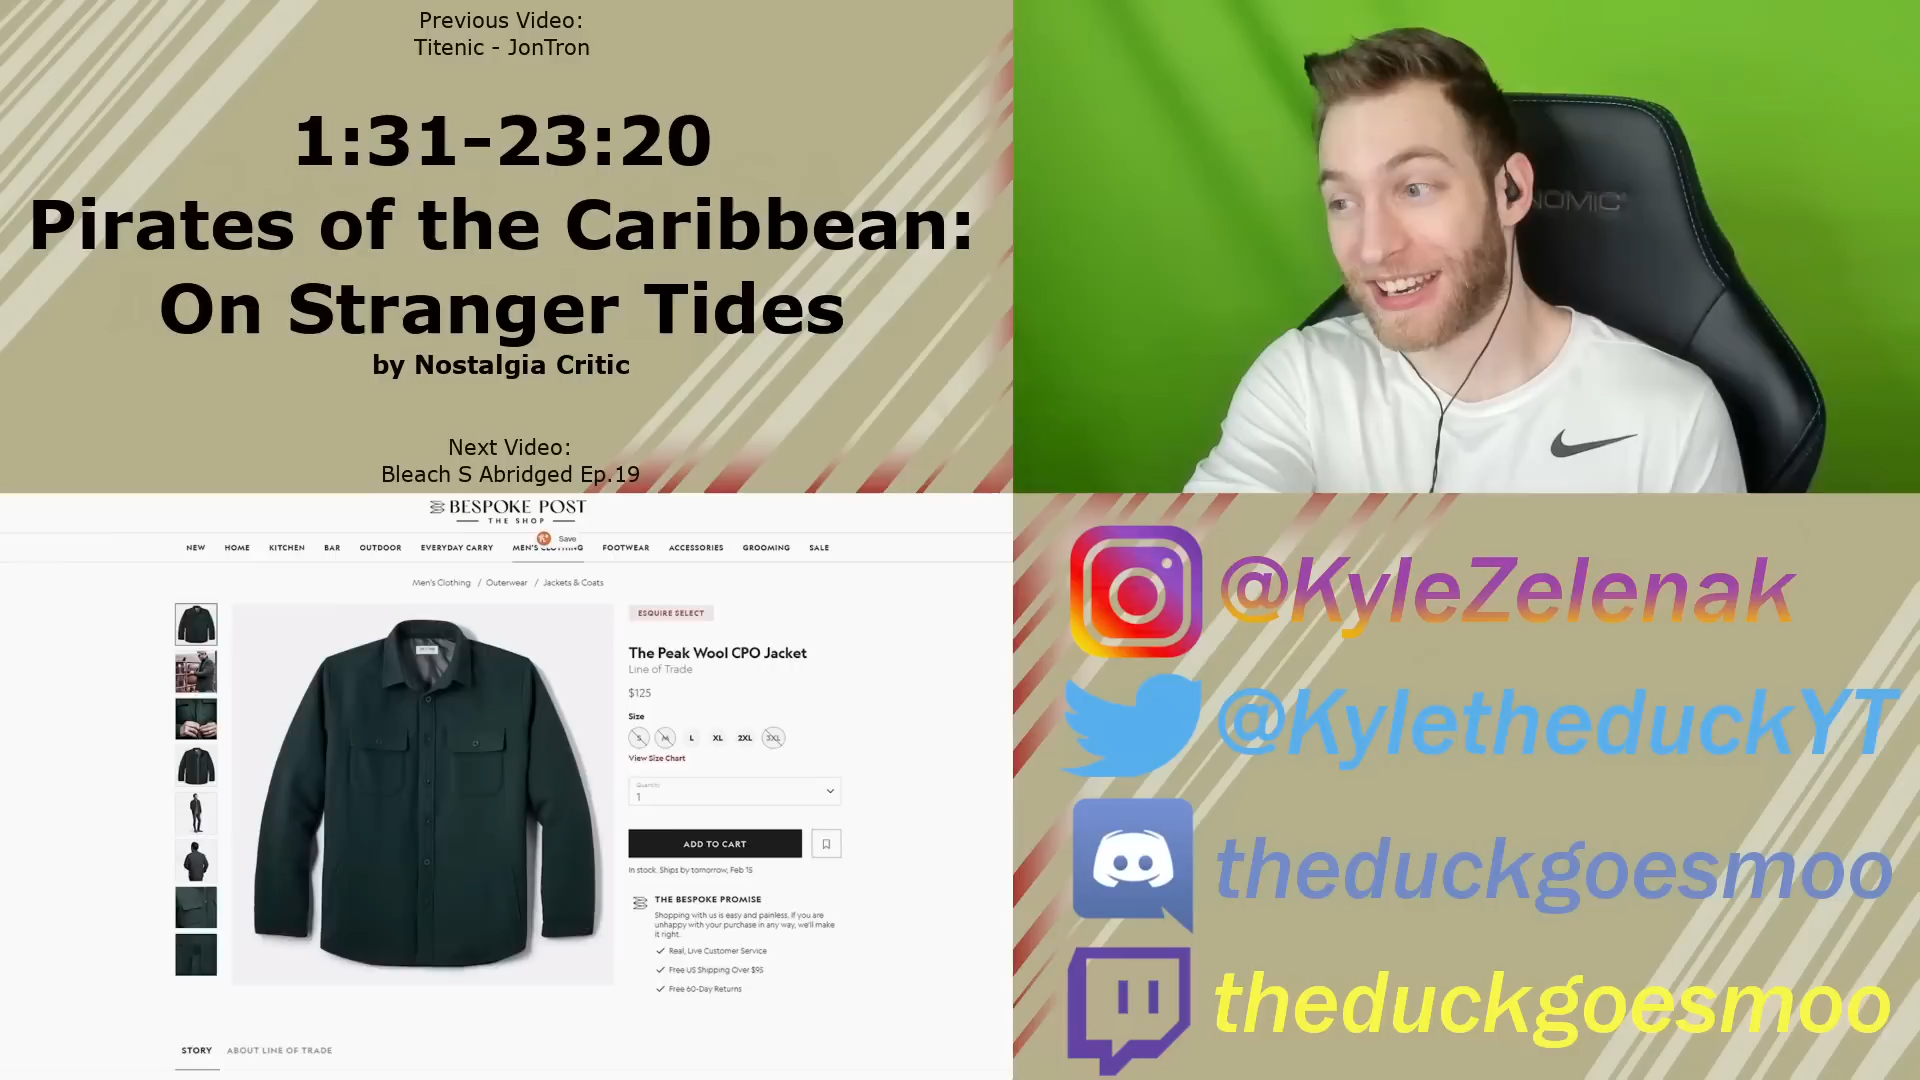 Previous Video:
Titenic - JonTron
1:31-23:20
Pirates of the Caribbean:
On Stranger Tides
by Nostalgia Critic
Next Video:
Bleach S Abridged Ep.19
NOMIC
BESPOKE POST
THE SHOP
Save
NEW HOME KITCHEN BAR OUTDOOR EVERYDAY CARRY MEN'S CLOTHING FOOTWEAR ACCESSORIES GROOMING SALE
Men's Clothing / Outerwear / Jackets & Coats
ESQUIRE SELECT
The Peak Wool CPO Jacket
Line of Trade
$125
Size
S M L XL 2XL 3XL
View Size Chart
Quantity
1
ADD TO CART
In stock. Ships by tomorrow, Feb 15
THE BESPOKE PROMISE
Shopping with us is easy and painless. If you are
unhappy with your purchase in any way, we'll make
it right.
Real, Live Customer Service
Free US Shipping Over $95
Free 60-Day Returns
STORY ABOUT LINE OF TRADE
@KyleZelenak
@KyletheduckYT
theduckgoesmoo
theduckgoesmoo